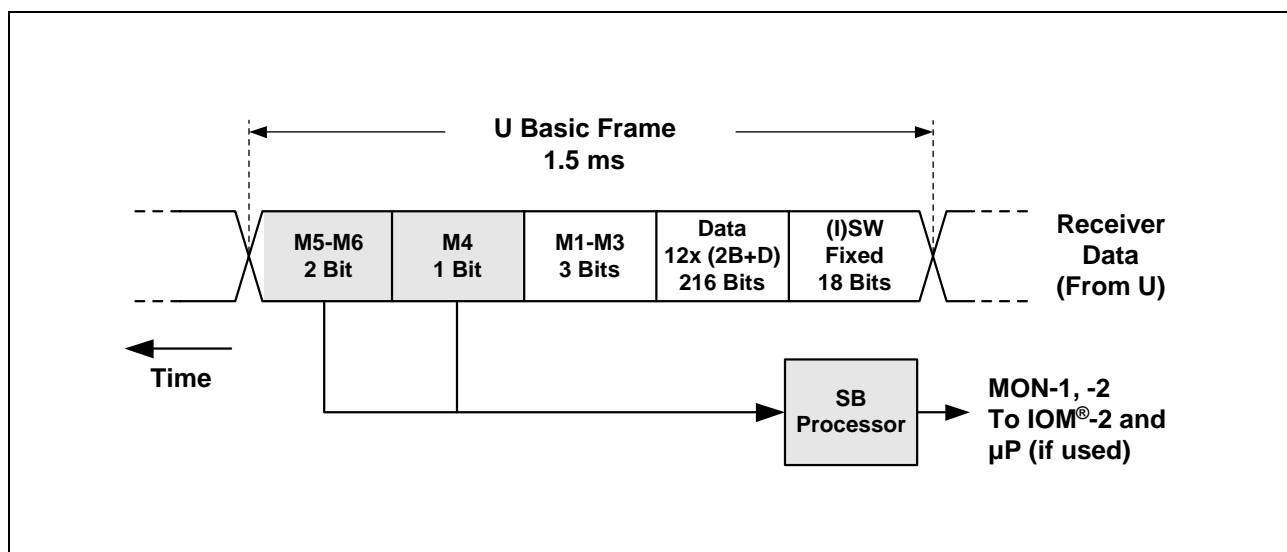 U Basic Frame
1.5 ms
M5-M6
2 Bit
M4
1 Bit
M1-M3
3 Bits
Data
12x (2B+D)
216 Bits
(I)SW
Fixed
18 Bits
Receiver
Data
(From U)
Time
SB
Processor
MON-1, -2
To IOM®-2 and
µP (if used)